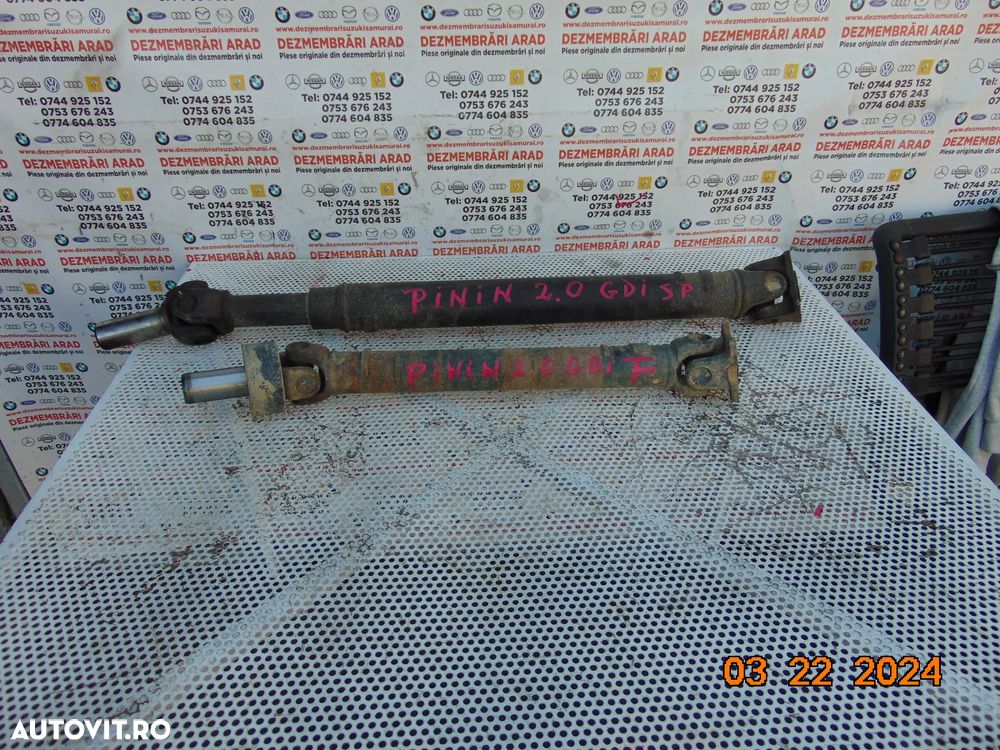 www.dezmembrarisuzukisamurai.ro
DEZMEMBRĂRI ARAD
Piese originale din dezmembrări și noi
Tel: 0744 925 152
0753 676 243
0774 604 835
PININ 2.0 GDI SP
PININ 2.0 GDI F
03 22 2024
AUTOVIT.RO